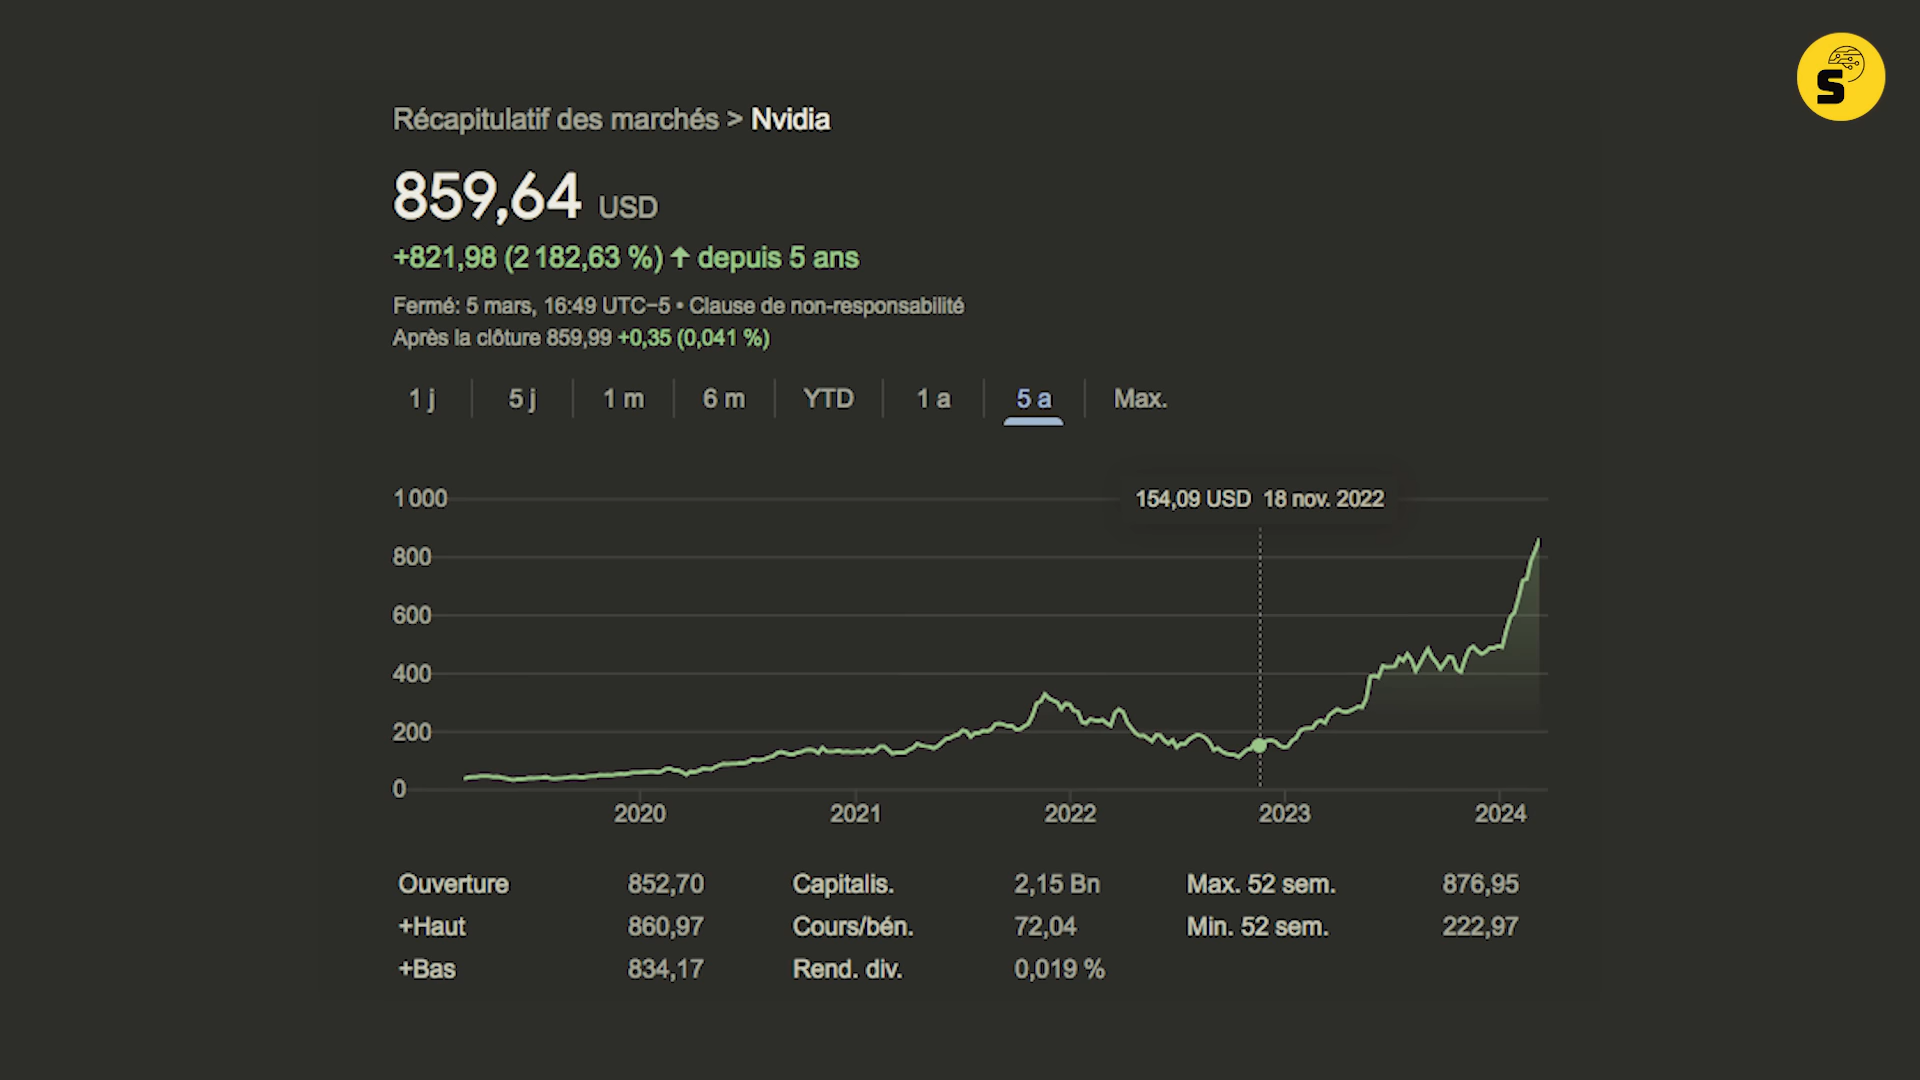 S
Récapitulatif des marchés > Nvidia
859,64 USD
+821,98 (2 182,63 %) ↑ depuis 5 ans
Fermé: 5 mars, 16:49 UTC−5 • Clause de non-responsabilité
Après la clôture 859,99 +0,35 (0,041 %)
1 j 5 j 1 m 6 m YTD 1 a 5 a Max.
154,09 USD 18 nov. 2022
1 000
800
600
400
200
0
2020 2021 2022 2023 2024
Ouverture 852,70 Capitalis. 2,15 Bn Max. 52 sem. 876,95
+Haut 860,97 Cours/bén. 72,04 Min. 52 sem. 222,97
+Bas 834,17 Rend. div. 0,019 %